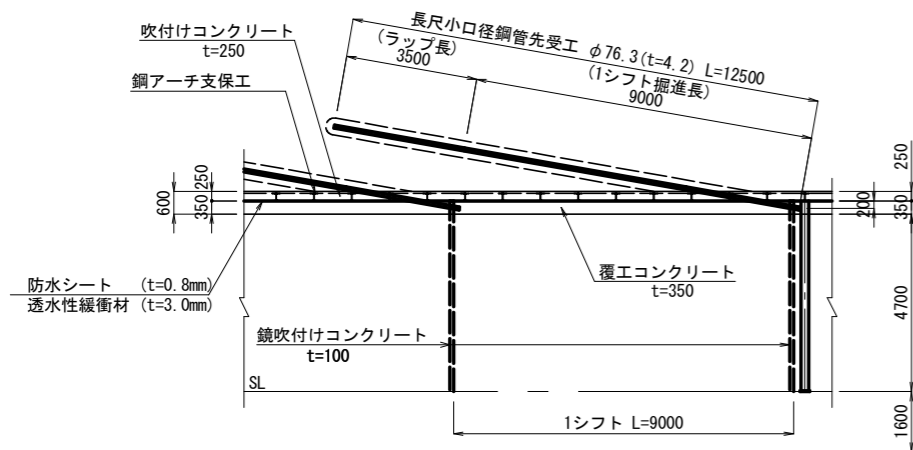 吹付けコンクリート
t=250
鋼アーチ支保工
長尺小口径鋼管先受工 φ76.3(t=4.2) L=12500
(ラップ長)
3500
(1シフト掘進長)
9000
250
350
600
250
200
350
防水シート (t=0.8mm)
透水性緩衝材 (t=3.0mm)
覆工コンクリート
t=350
4700
鏡吹付けコンクリート
t=100
SL
1シフト L=9000
1600